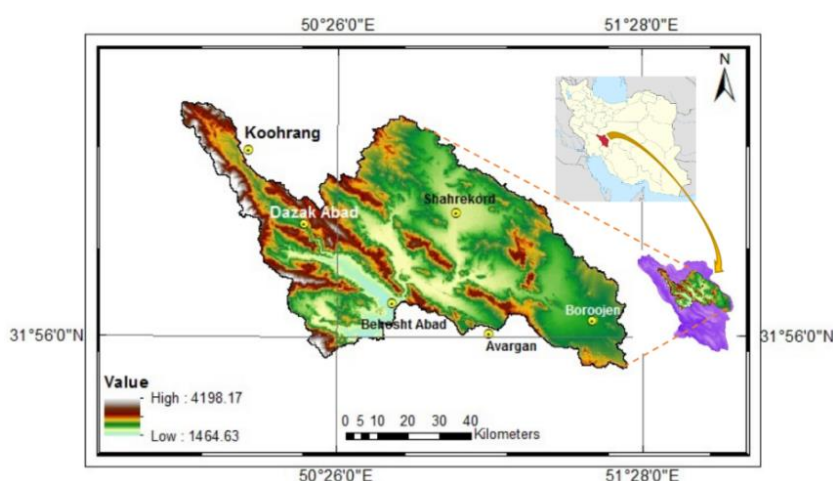 50°26'0"E
51°28'0"E
N
Koohrang
Shahrekord
Dazak Abad
Behesht Abad
Boroojen
Avargan
31°56'0"N
31°56'0"N
Value
High : 4198.17
Low : 1464.63
0 5 10 20 30 40
Kilometers
50°26'0"E
51°28'0"E